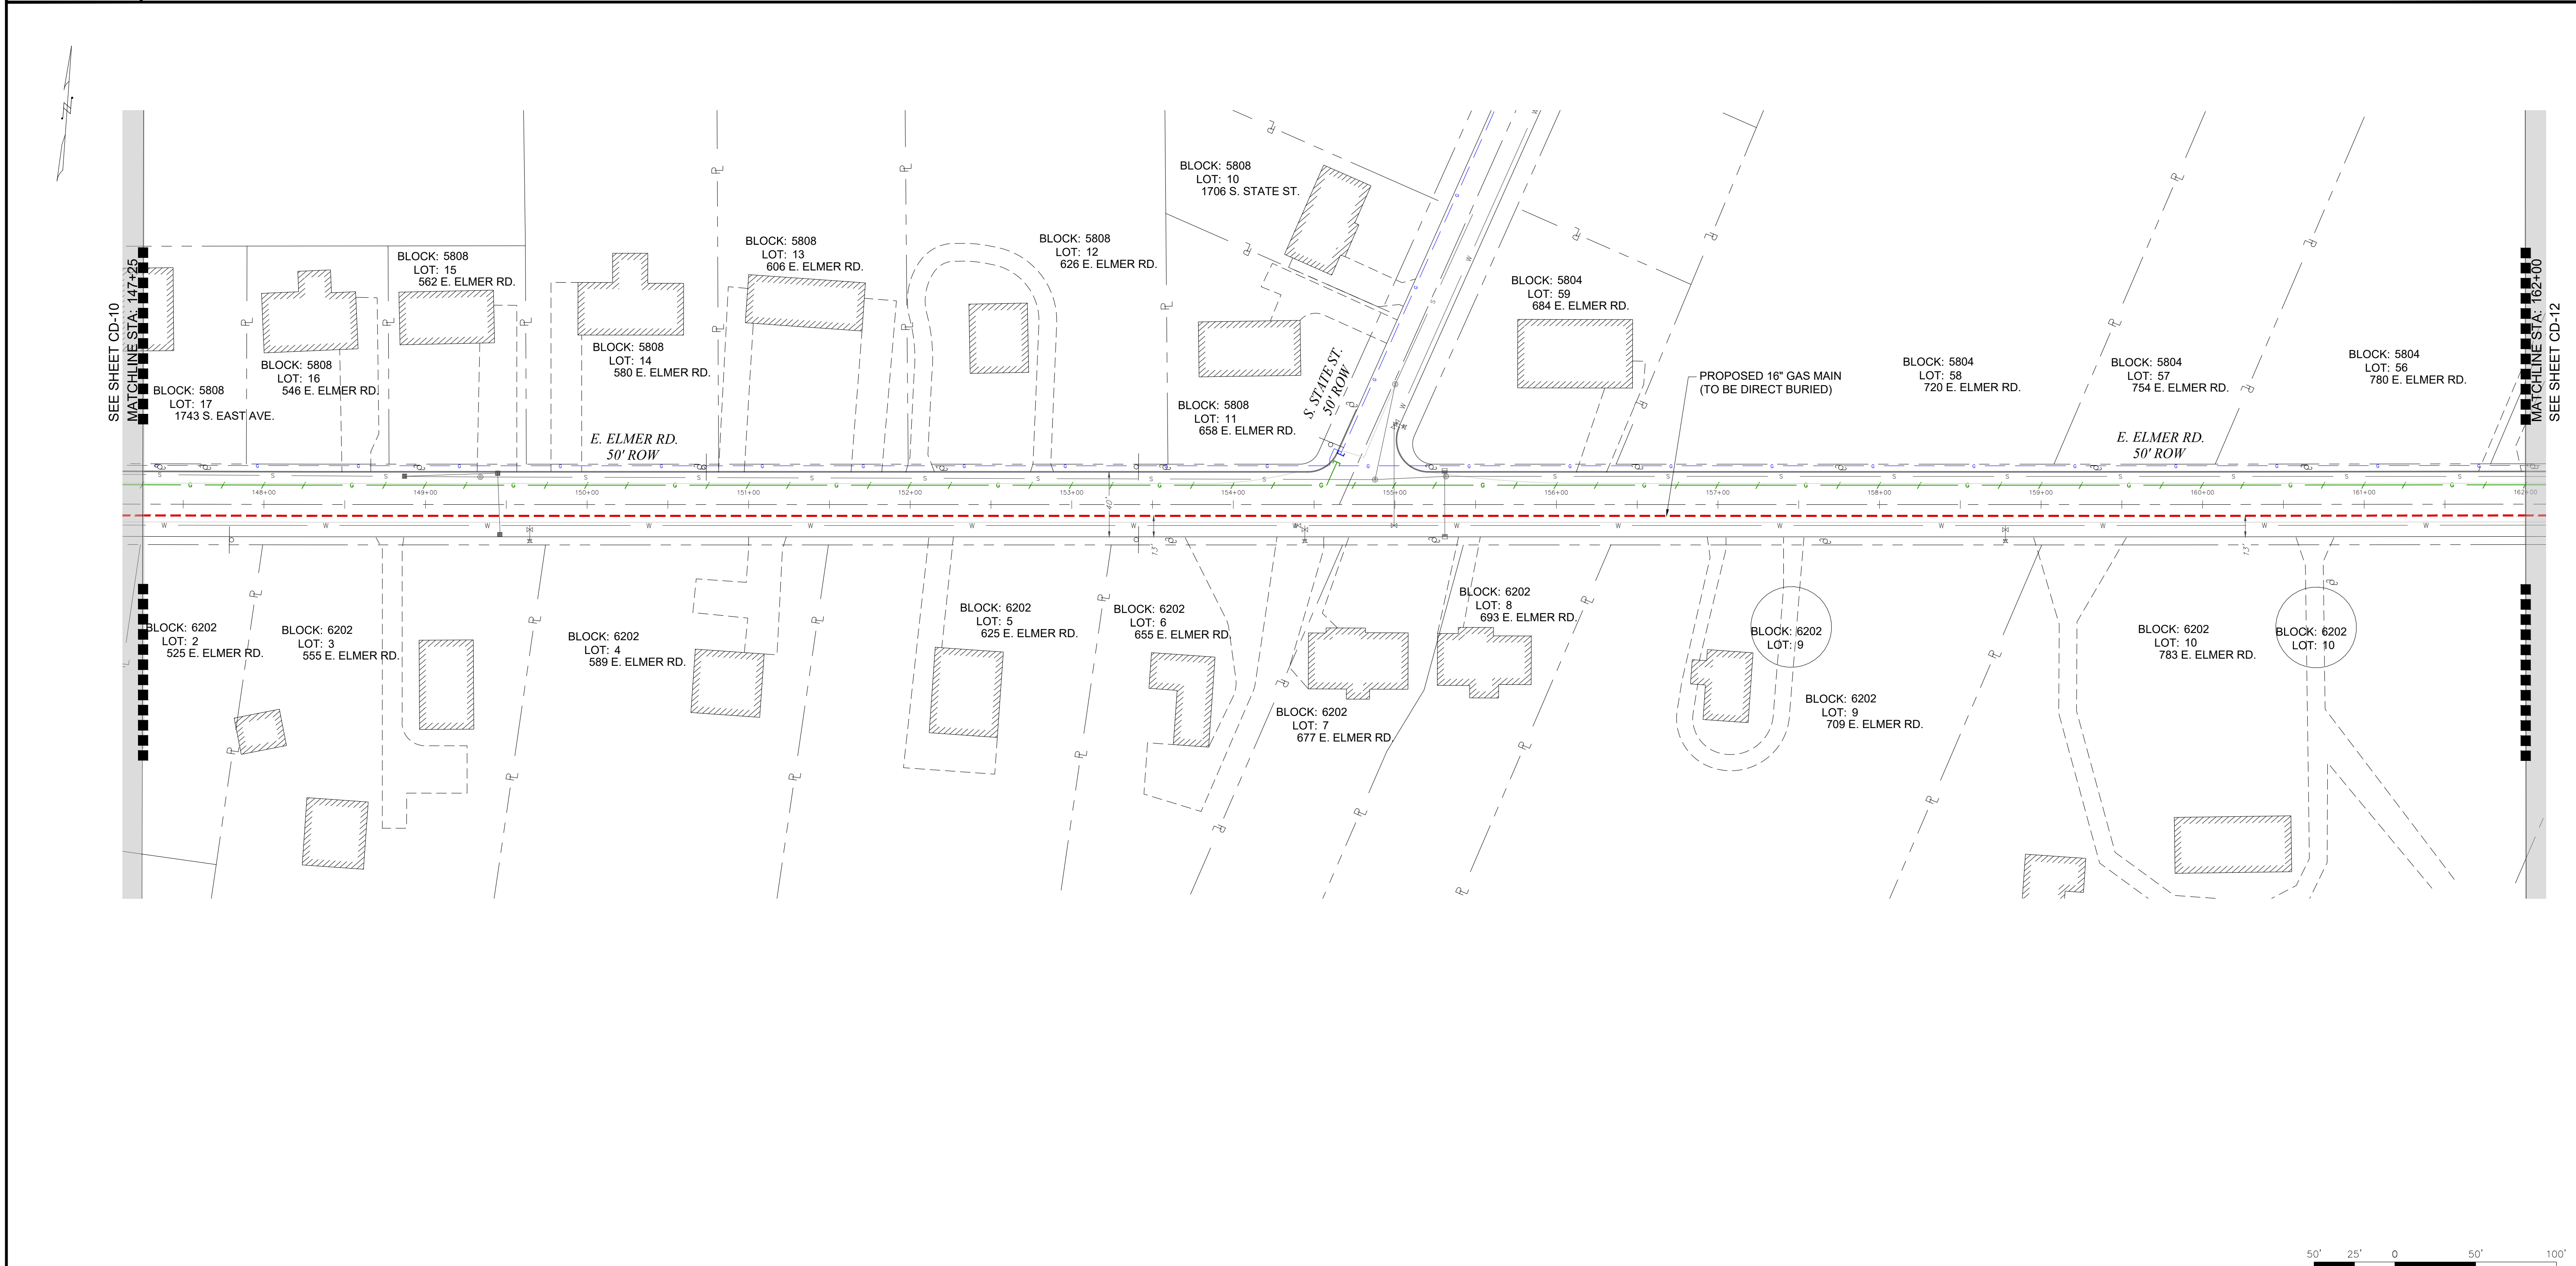 N
BLOCK: 5808
LOT: 10
1706 S. STATE ST.
BLOCK: 5808
LOT: 12
626 E. ELMER RD.
BLOCK: 5808
LOT: 13
606 E. ELMER RD.
BLOCK: 5808
LOT: 15
562 E. ELMER RD.
BLOCK: 5804
LOT: 59
684 E. ELMER RD.
SEE SHEET CD-10
MATCHLINE STA: 147+25
BLOCK: 5808
LOT: 17
1743 S. EAST AVE.
BLOCK: 5808
LOT: 16
546 E. ELMER RD.
BLOCK: 5808
LOT: 14
580 E. ELMER RD.
BLOCK: 5808
LOT: 11
658 E. ELMER RD.
S. STATE ST.
50' ROW
PROPOSED 16" GAS MAIN
(TO BE DIRECT BURIED)
BLOCK: 5804
LOT: 58
720 E. ELMER RD.
BLOCK: 5804
LOT: 57
754 E. ELMER RD.
BLOCK: 5804
LOT: 56
780 E. ELMER RD.
MATCHLINE STA: 162+00
SEE SHEET CD-12
E. ELMER RD.
50' ROW
E. ELMER RD.
50' ROW
148+00 149+00 150+00 151+00 152+00 153+00 154+00 155+00 156+00 157+00 158+00 159+00 160+00 161+00 162+00
40'
13'
13'
BLOCK: 6202
LOT: 2
525 E. ELMER RD.
BLOCK: 6202
LOT: 3
555 E. ELMER RD.
BLOCK: 6202
LOT: 4
589 E. ELMER RD.
BLOCK: 6202
LOT: 5
625 E. ELMER RD.
BLOCK: 6202
LOT: 6
655 E. ELMER RD.
BLOCK: 6202
LOT: 7
677 E. ELMER RD.
BLOCK: 6202
LOT: 8
693 E. ELMER RD.
BLOCK: 6202
LOT: 9
BLOCK: 6202
LOT: 9
709 E. ELMER RD.
BLOCK: 6202
LOT: 10
783 E. ELMER RD.
BLOCK: 6202
LOT: 10
50' 25' 0 50' 100'